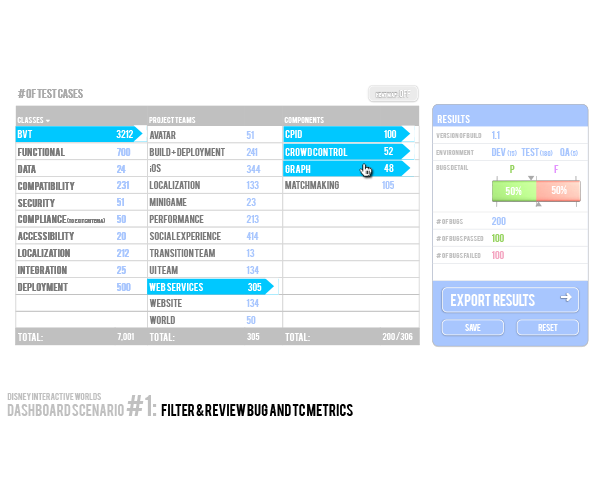 # OF TEST CASES
CLASSES PROJECT TEAMS COMPONENTS
BVT 3212 AVATAR 51 CPID 100
FUNCTIONAL 700 BUILD + DEPLOYMENT 241 CROWD CONTROL 52
DATA 24 iOS 344 GRAPH 48
COMPATIBILITY 231 LOCALIZATION 133 MATCHMAKING 105
SECURITY 51 MINIGAME 23
COMPLIANCE 50 PERFORMANCE 213
ACCESSIBILITY 20 SOCIAL EXPERIENCE 414
LOCALIZATION 212 TRANSITION TEAM 13
INTEGRATION 25 UI TEAM 134
DEPLOYMENT 500 WEB SERVICES 305
WEBSITE 134
WORLD 50
TOTAL: 7,001 TOTAL: 305 TOTAL: 200/306
RESULTS
VERSION OF BUILD 1.1
ENVIRONMENT DEV (15) TEST QA (5)
BUGS DETAIL P F
50% 50%
# OF BUGS 200
# OF BUGS PASSED 100
# OF BUGS FAILED 100
EXPORT RESULTS
SAVE RESET
DISNEY INTERACTIVE WORLDS
DASHBOARD SCENARIO #1: FILTER & REVIEW BUG AND TC METRICS